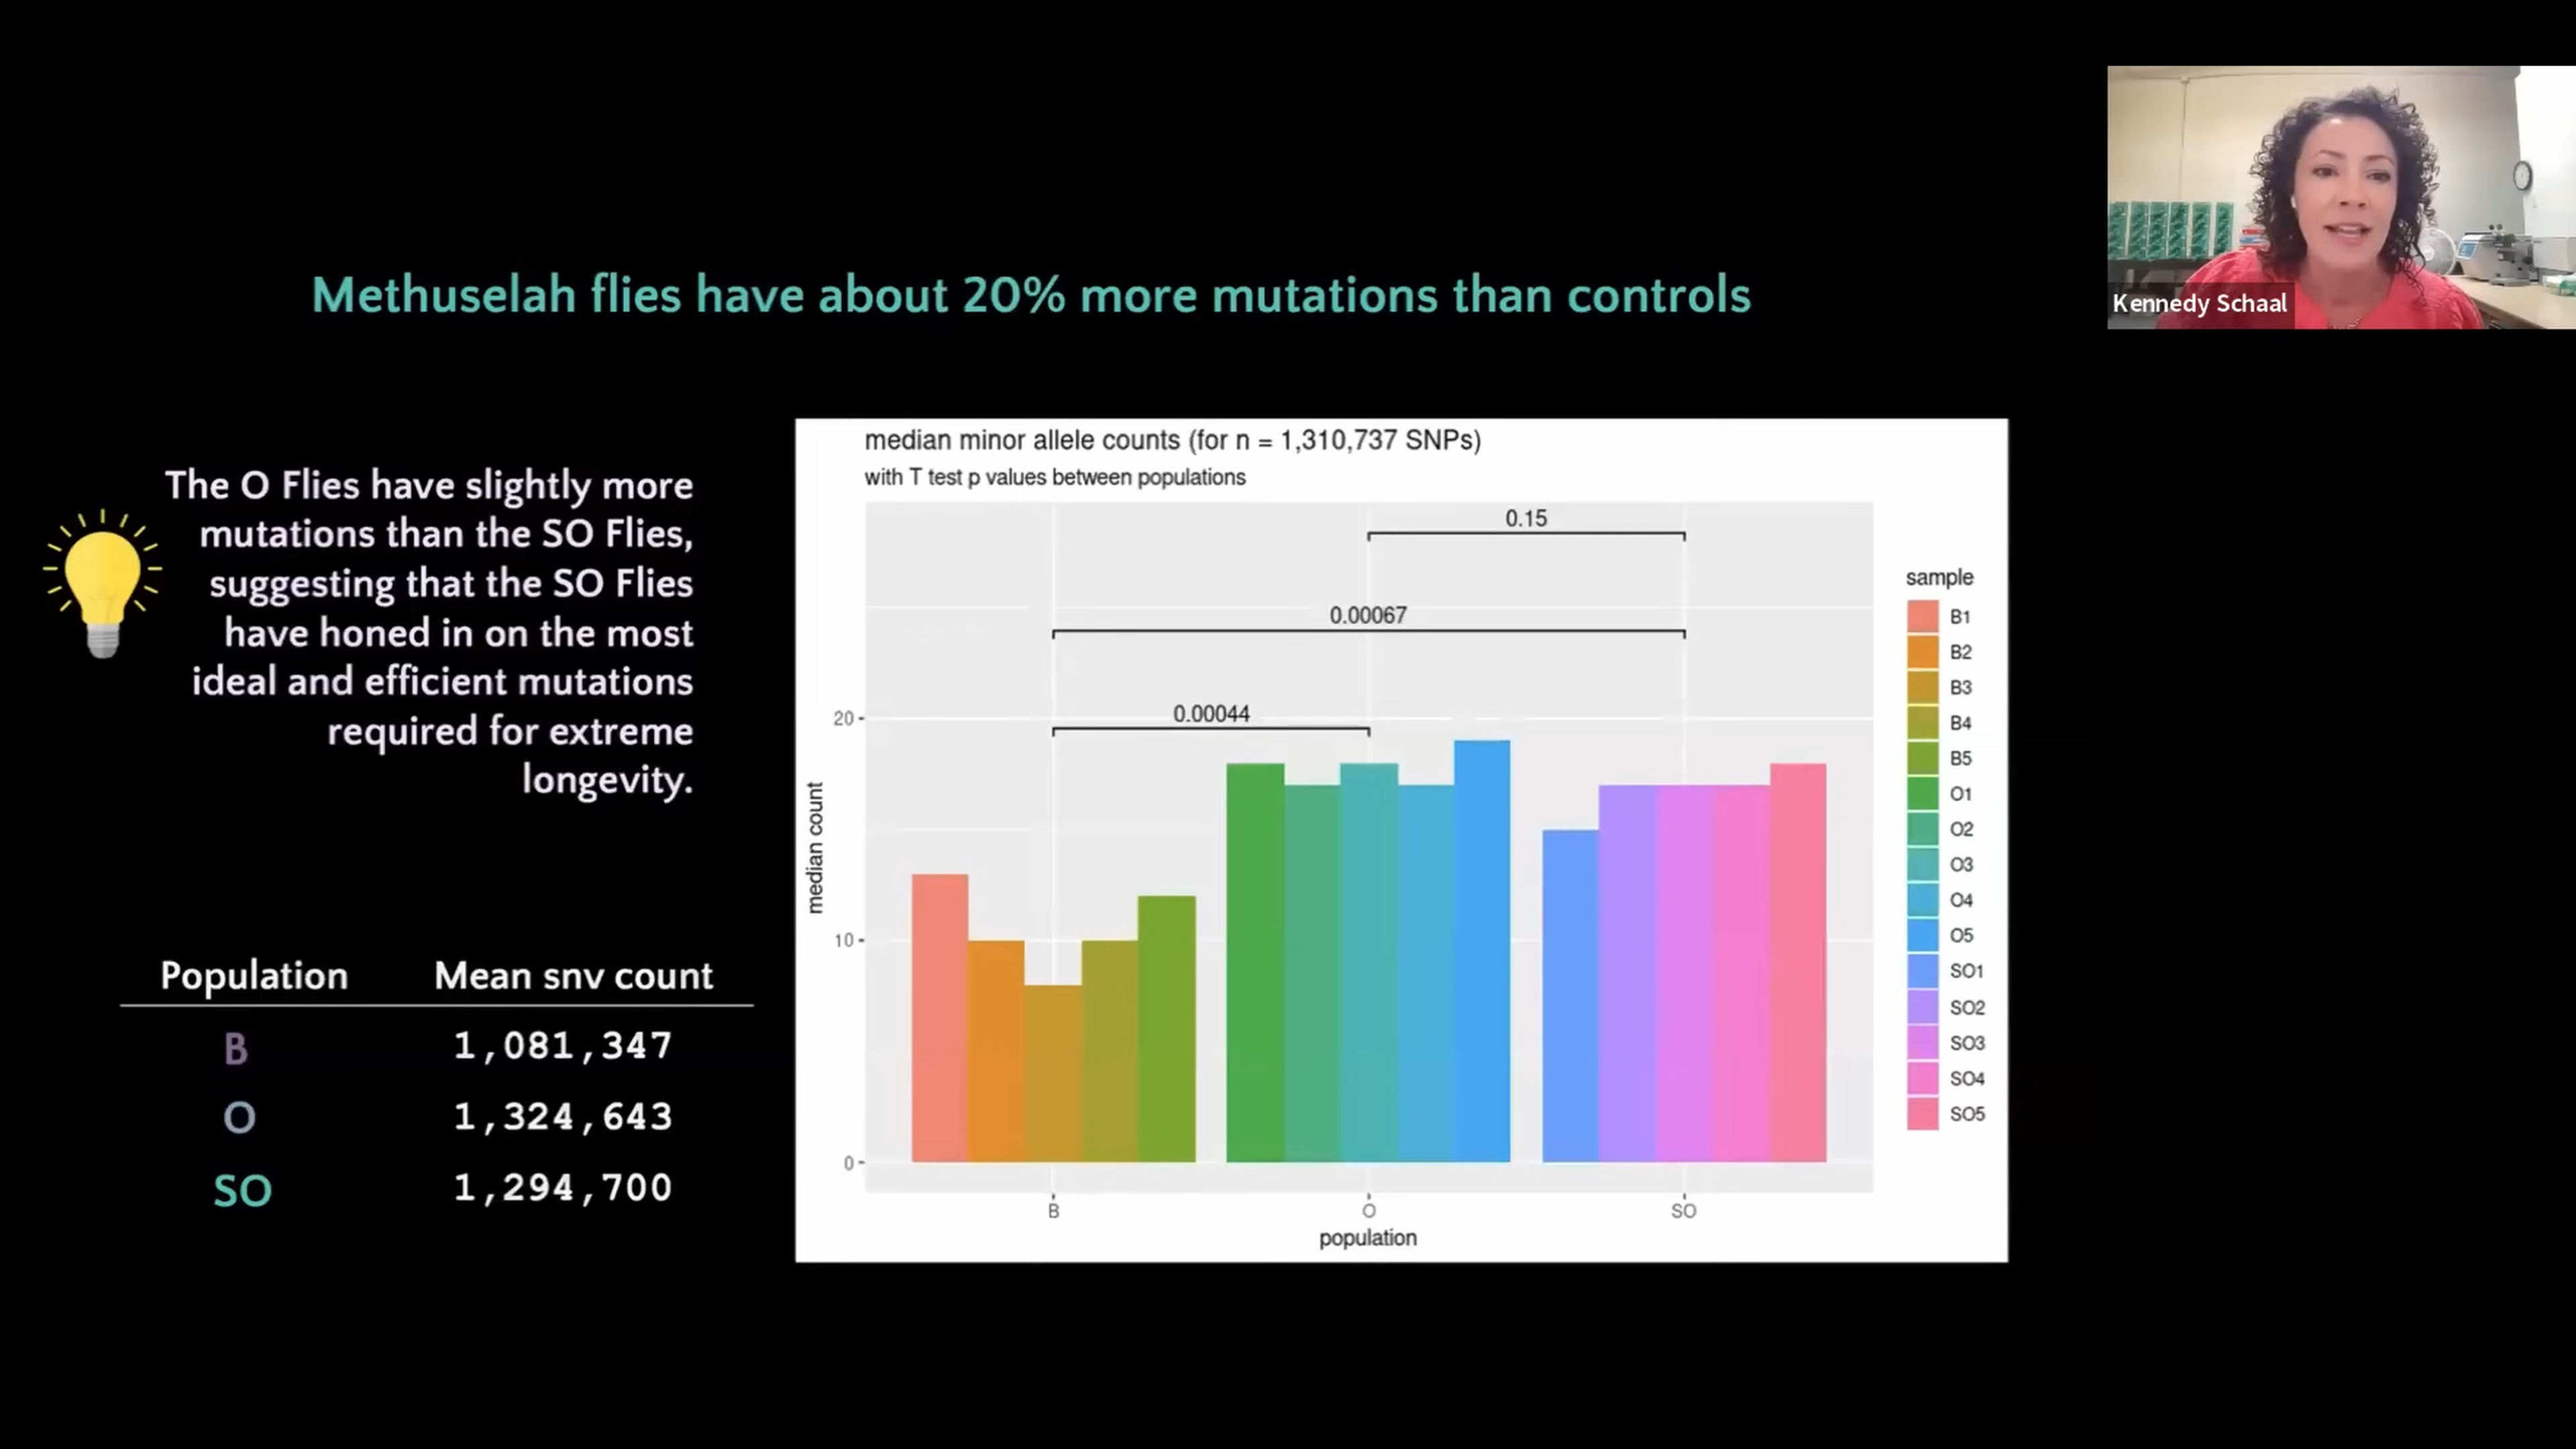 Methuselah flies have about 20% more mutations than controls
Kennedy Schaal
The O Flies have slightly more
mutations than the SO Flies,
suggesting that the SO Flies
have honed in on the most
ideal and efficient mutations
required for extreme
longevity.
Population Mean snv count
B 1,081,347
O 1,324,643
SO 1,294,700
median minor allele counts (for n = 1,310,737 SNPs)
with T test p values between populations
0.15
0.00067
0.00044
20
10
0
median count
B O SO
population
sample
B1
B2
B3
B4
B5
O1
O2
O3
O4
O5
SO1
SO2
SO3
SO4
SO5